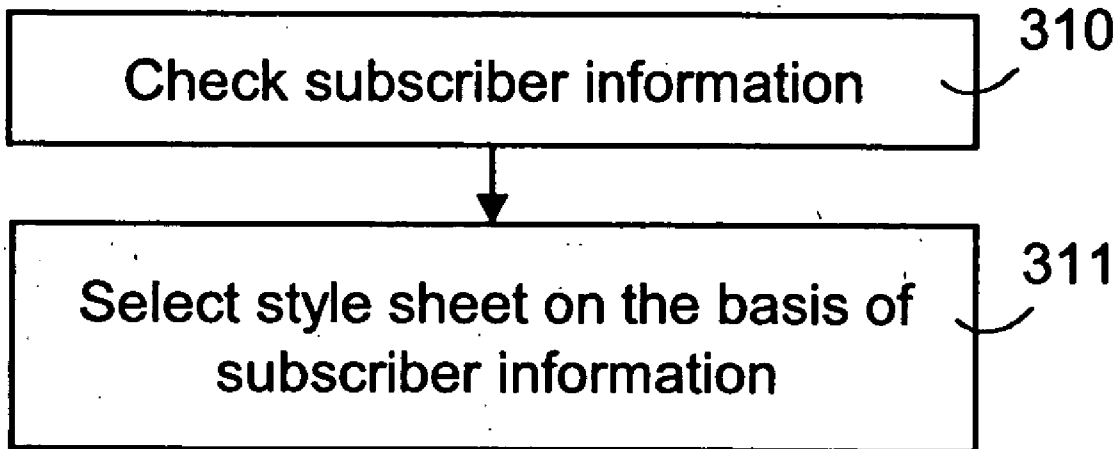 310
Check subscriber information
311
Select style sheet on the basis of
subscriber information